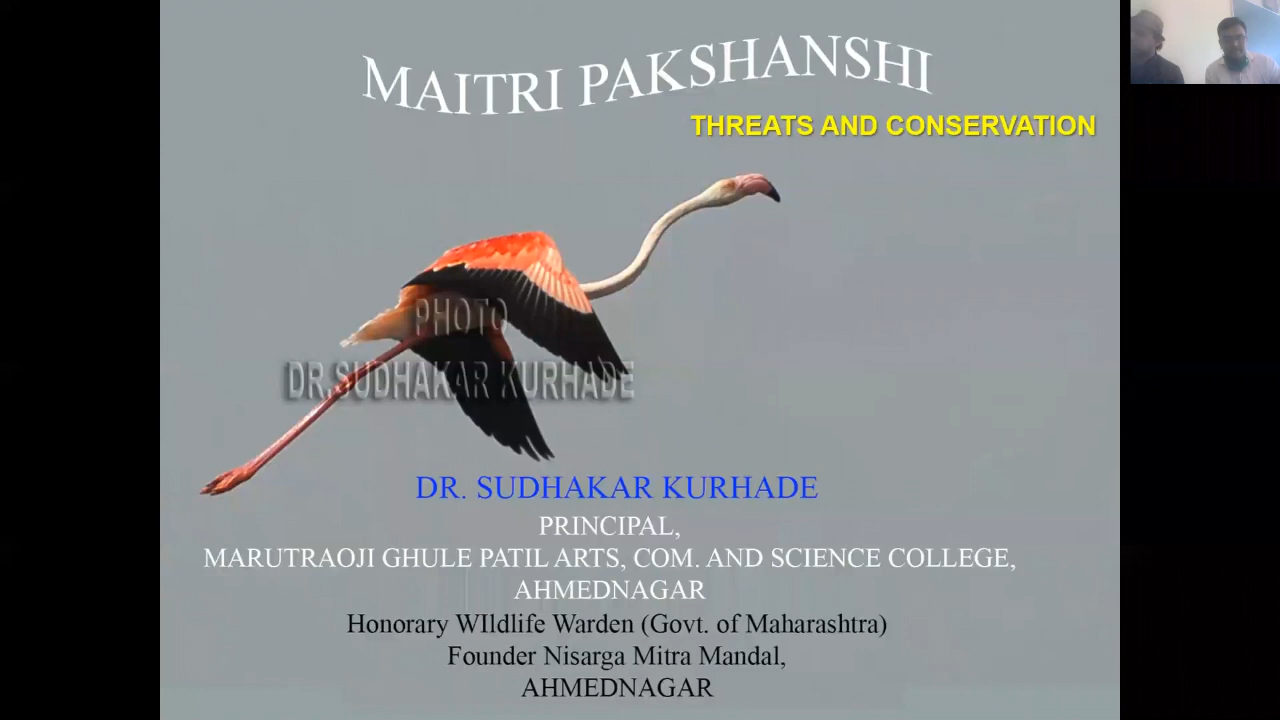 MAITRI PAKSHANSHI
THREATS AND CONSERVATION
PHOTO
DR.SUDHAKAR KURHADE
DR. SUDHAKAR KURHADE
PRINCIPAL,
MARUTRAOJI GHULE PATIL ARTS, COM. AND SCIENCE COLLEGE,
AHMEDNAGAR
Honorary WIldlife Warden (Govt. of Maharashtra)
Founder Nisarga Mitra Mandal,
AHMEDNAGAR